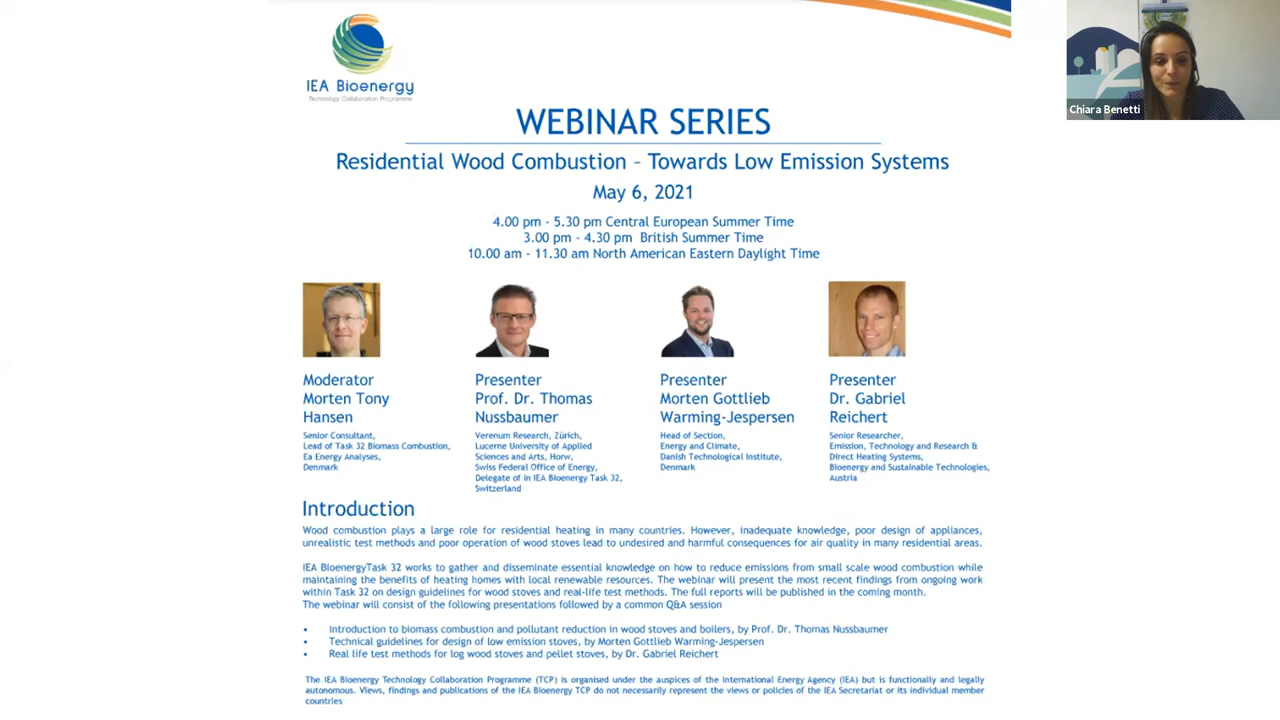 IEA Bioenergy
Technology Collaboration Programme
Chiara Benetti
WEBINAR SERIES
Residential Wood Combustion – Towards Low Emission Systems
May 6, 2021
4.00 pm - 5.30 pm Central European Summer Time
3.00 pm - 4.30 pm British Summer Time
10.00 am - 11.30 am North American Eastern Daylight Time
Moderator
Morten Tony
Hansen
Senior Consultant,
Lead of Task 32 Biomass Combustion,
Ea Energy Analyses,
Denmark
Presenter
Prof. Dr. Thomas
Nussbaumer
Verenum Research, Zürich,
Lucerne University of Applied
Sciences and Arts, Horw,
Swiss Federal Office of Energy,
Delegate of in IEA Bioenergy Task 32,
Switzerland
Presenter
Morten Gottlieb
Warming-Jespersen
Head of Section,
Energy and Climate,
Danish Technological Institute,
Denmark
Presenter
Dr. Gabriel
Reichert
Senior Researcher,
Emission, Technology and Research &
Direct Heating Systems,
Bioenergy and Sustainable Technologies,
Austria
Introduction
Wood combustion plays a large role for residential heating in many countries. However, inadequate knowledge, poor design of appliances,
unrealistic test methods and poor operation of wood stoves lead to undesired and harmful consequences for air quality in many residential areas.
IEA BIoenergyTask 32 works to gather and disseminate essential knowledge on how to reduce emissions from small scale wood combustion while
maintaining the benefits of heating homes with local renewable resources. The webinar will present the most recent findings from ongoing work
within Task 32 on design guidelines for wood stoves and real-life test methods. The full reports will be published in the coming month.
The webinar will consist of the following presentations followed by a common Q&A session
• Introduction to biomass combustion and pollutant reduction in wood stoves and boilers, by Prof. Dr. Thomas Nussbaumer
• Technical guidelines for design of low emission stoves, by Morten Gottlieb Warming-Jespersen
• Real life test methods for log wood stoves and pellet stoves, by Dr. Gabriel Reichert
The IEA Bioenergy Technology Collaboration Programme (TCP) is organised under the auspices of the International Energy Agency (IEA) but is functionally and legally
autonomous. Views, findings and publications of the IEA Bioenergy TCP do not necessarily represent the views or policies of the IEA Secretariat or its individual member
countries